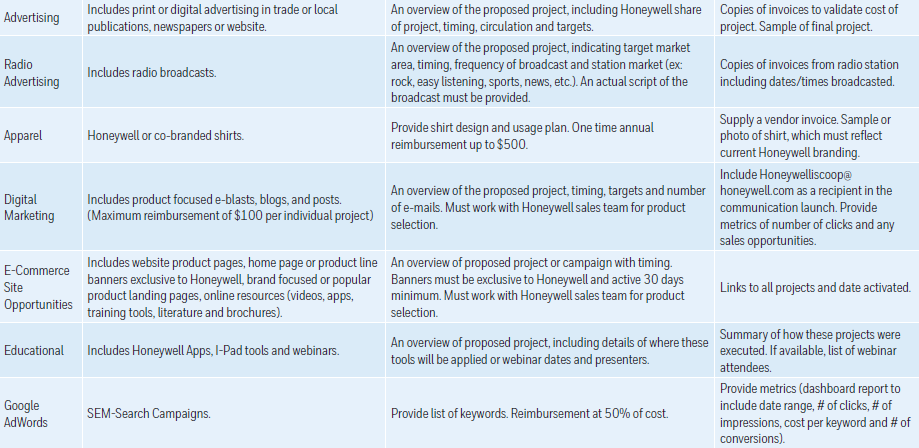 Advertising
Includes print or digital advertising in trade or local
publications, newspapers or website.
An overview of the proposed project, including Honeywell share
of project, timing, circulation and targets.
Copies of invoices to validate cost of
project. Sample of final project.
Radio
Advertising
Includes radio broadcasts.
An overview of the proposed project, indicating target market
area, timing, frequency of broadcast and station market (ex:
rock, easy listening, sports, news, etc.). An actual script of the
broadcast must be provided.
Copies of invoices from radio station
including dates/times broadcasted.
Apparel
Honeywell or co-branded shirts.
Provide shirt design and usage plan. One time annual
reimbursement up to $500.
Supply a vendor invoice. Sample or
photo of shirt, which must reflect
current Honeywell branding.
Digital
Marketing
Includes product focused e-blasts, blogs, and posts.
(Maximum reimbursement of $100 per individual project)
An overview of the proposed project, timing, targets and number
of e-mails. Must work with Honeywell sales team for product
selection.
Include Honeywelliscoop@
honeywell.com as a recipient in the
communication launch. Provide
metrics of number of clicks and any
sales opportunities.
E-Commerce
Site
Opportunities
Includes website product pages, home page or product line
banners exclusive to Honeywell, brand focused or popular
product landing pages, online resources (videos, apps,
training tools, literature and brochures).
An overview of proposed project or campaign with timing.
Banners must be exclusive to Honeywell and active 30 days
minimum. Must work with Honeywell sales team for product
selection.
Links to all projects and date activated.
Educational
Includes Honeywell Apps, I-Pad tools and webinars.
An overview of proposed project, including details of where these
tools will be applied or webinar dates and presenters.
Summary of how these projects were
executed. If available, list of webinar
attendees.
Google
AdWords
SEM-Search Campaigns.
Provide list of keywords. Reimbursement at 50% of cost.
Provide metrics (dashboard report to
include date range, # of clicks, # of
impressions, cost per keyword and # of
conversions).